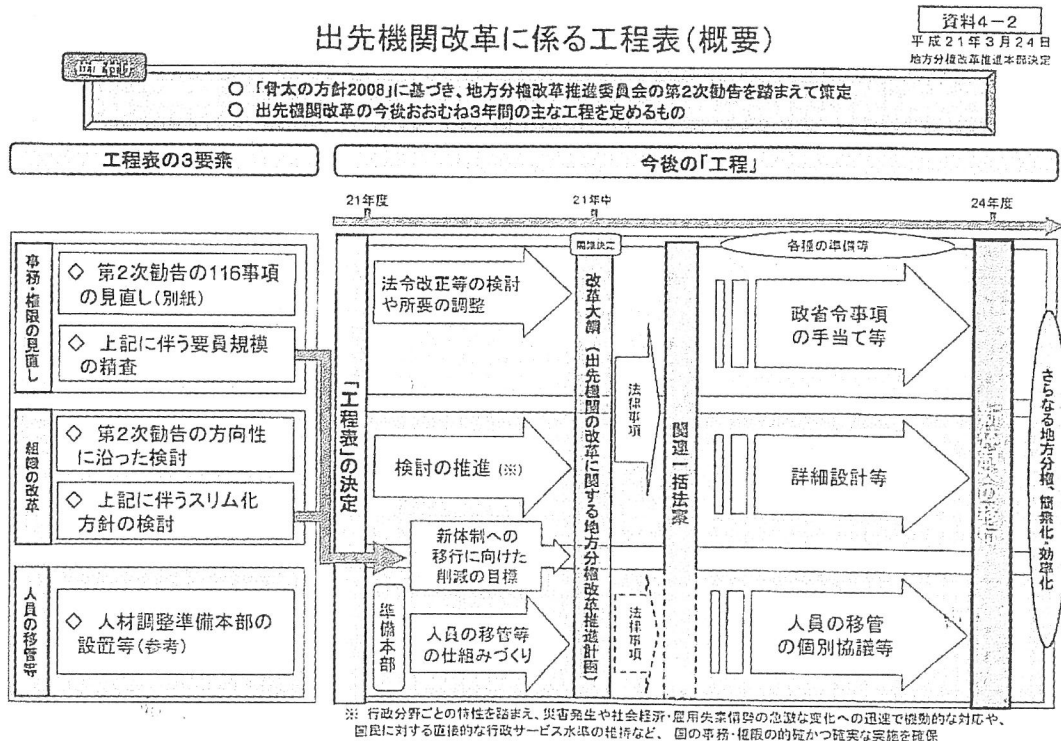 資料4－2
出先機関改革に係る工程表(概要)
平成21年3月24日
地方分権改革推進本部決定
位置付け
○ 「骨太の方針2008」に基づき、地方分権改革推進委員会の第2次勧告を踏まえて策定
○ 出先機関改革の今後おおむね3年間の主な工程を定めるもの
工程表の3要素
今後の「工程」
21年度
21年中
24年度
事務・権限の見直し
◇ 第2次勧告の116事項
の見直し(別紙)
◇ 上記に伴う要員規模
の精査
組織の改革
◇ 第2次勧告の方向性
に沿った検討
◇ 上記に伴うスリム化
方針の検討
人員の移管等
◇ 人材調整準備本部の
設置等(参考)
「工程表」の決定
法令改正等の検討
や所要の調整
検討の推進(※)
新体制への
移行に向けた
削減の目標
準備本部
人員の移管等
の仕組みづくり
閣議決定
改革大綱(出先機関の改革に関する地方分権改革推進計画)
法律事項
法律事項
関連一括法案
各種の準備等
政省令事項
の手当て等
詳細設計等
人員の移管
の個別協議等
さらなる地方分権、簡素化・効率化
※ 行政分野ごとの特性を踏まえ、災害発生や社会経済・雇用失業情勢の急激な変化への迅速で機動的な対応や、
国民に対する直接的な行政サービス水準の維持など、国の事務・権限の的確かつ確実な実施を確保